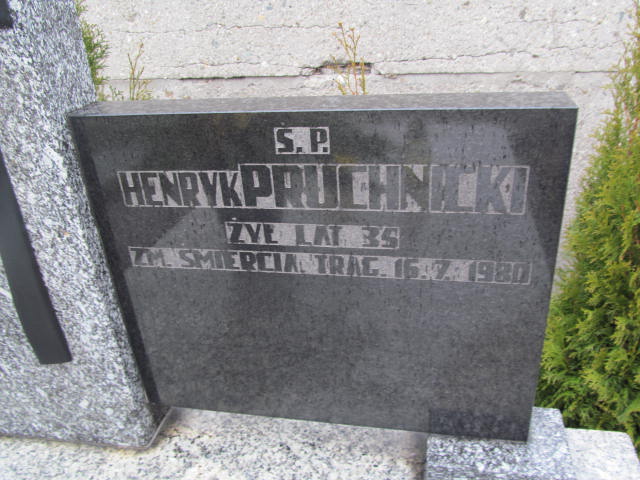 Ś. P.
HENRYK PRUCHNICKI
ŻYŁ LAT 35
ZM. ŚMIERCIĄ TRAG. 16. 7. 1980